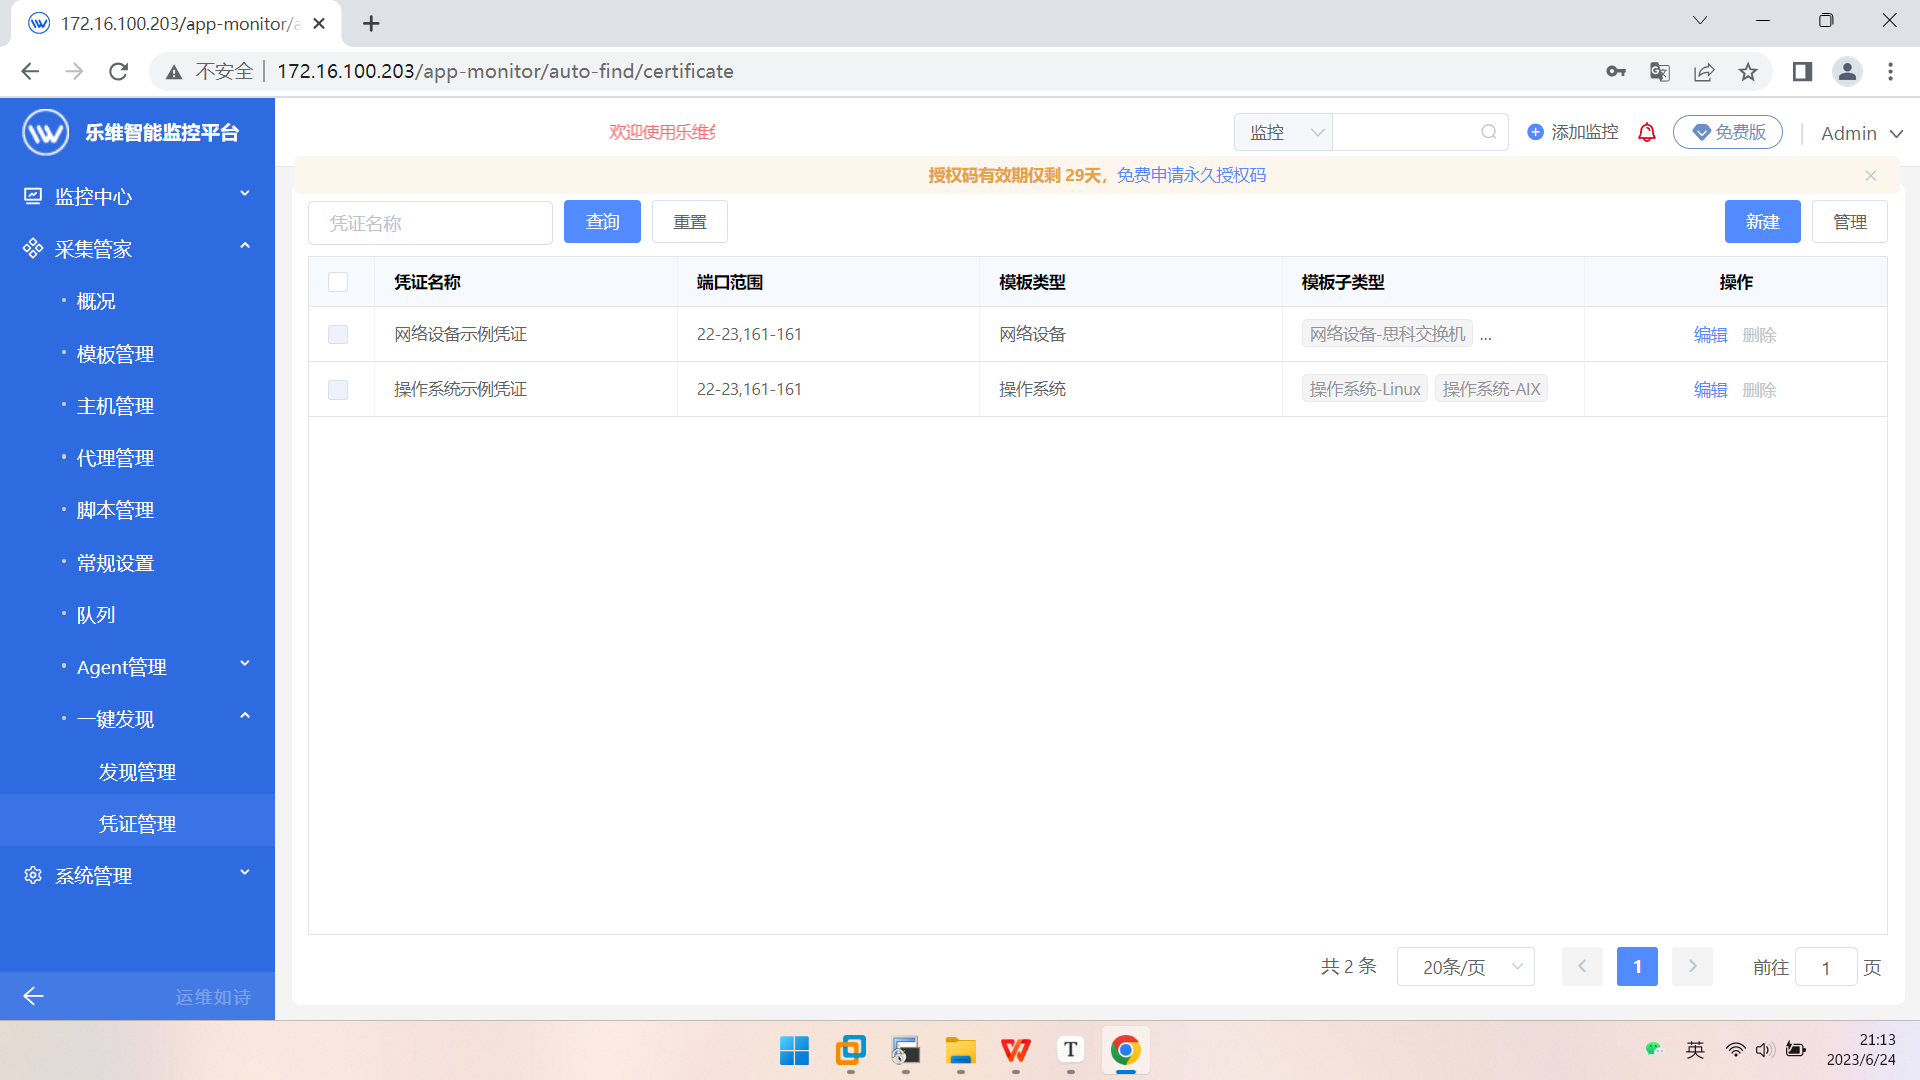 172.16.100.203/app-monitor/a
不安全
172.16.100.203/app-monitor/auto-find/certificate
乐维智能监控平台
欢迎使用乐维
监控
添加监控
免费版
Admin
授权码有效期仅剩 29天，免费申请永久授权码
监控中心
采集管家
概况
模板管理
主机管理
代理管理
脚本管理
常规设置
队列
Agent管理
一键发现
发现管理
凭证管理
系统管理
运维如诗
凭证名称
查询
重置
新建
管理
凭证名称 端口范围 模板类型 模板子类型 操作
网络设备示例凭证 22-23,161-161 网络设备 网络设备-思科交换机 ... 编辑 删除
操作系统示例凭证 22-23,161-161 操作系统 操作系统-Linux 操作系统-AIX 编辑 删除
共 2 条 20条/页 1 前往 1 页
英
21:13
2023/6/24